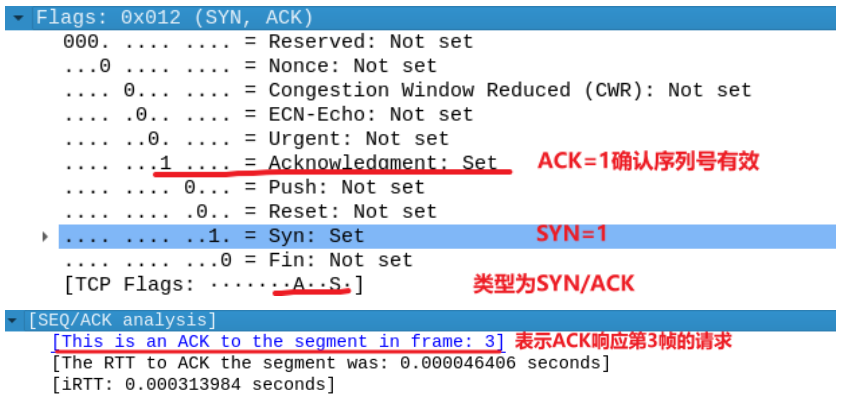 Flags: 0x012 (SYN, ACK)
000. .... .... = Reserved: Not set
...0 .... .... = Nonce: Not set
.... 0... .... = Congestion Window Reduced (CWR): Not set
.... .0.. .... = ECN-Echo: Not set
.... ..0. .... = Urgent: Not set
.... ...1 .... = Acknowledgment: Set ACK=1确认序列号有效
.... .... 0... = Push: Not set
.... .... .0.. = Reset: Not set
.... .... ..1. = Syn: Set SYN=1
.... .... ...0 = Fin: Not set
[TCP Flags: ·······A··S·] 类型为SYN/ACK
[SEQ/ACK analysis]
[This is an ACK to the segment in frame: 3] 表示ACK响应第3帧的请求
[The RTT to ACK the segment was: 0.000046406 seconds]
[iRTT: 0.000313984 seconds]